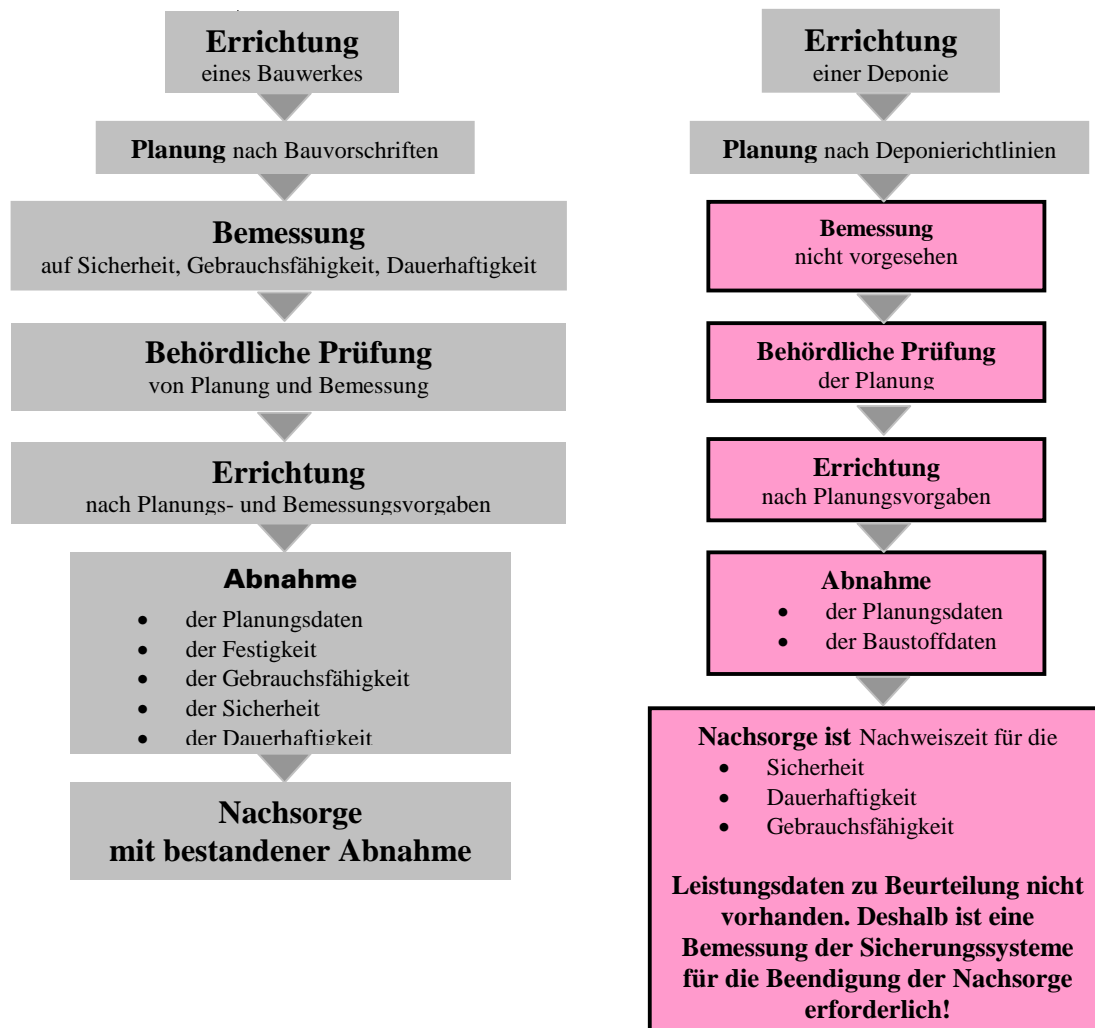 Errichtung
eines Bauwerkes
Planung nach Bauvorschriften
Bemessung
auf Sicherheit, Gebrauchsfähigkeit, Dauerhaftigkeit
Behördliche Prüfung
von Planung und Bemessung
Errichtung
nach Planungs- und Bemessungsvorgaben
Abnahme
• der Planungsdaten
• der Festigkeit
• der Gebrauchsfähigkeit
• der Sicherheit
• der Dauerhaftigkeit
Nachsorge
mit bestandener Abnahme
Errichtung
einer Deponie
Planung nach Deponierichtlinien
Bemessung
nicht vorgesehen
Behördliche Prüfung
der Planung
Errichtung
nach Planungsvorgaben
Abnahme
• der Planungsdaten
• der Baustoffdaten
Nachsorge ist Nachweiszeit für die
• Sicherheit
• Dauerhaftigkeit
• Gebrauchsfähigkeit
Leistungsdaten zu Beurteilung nicht
vorhanden. Deshalb ist eine
Bemessung der Sicherungssysteme
für die Beendigung der Nachsorge
erforderlich!